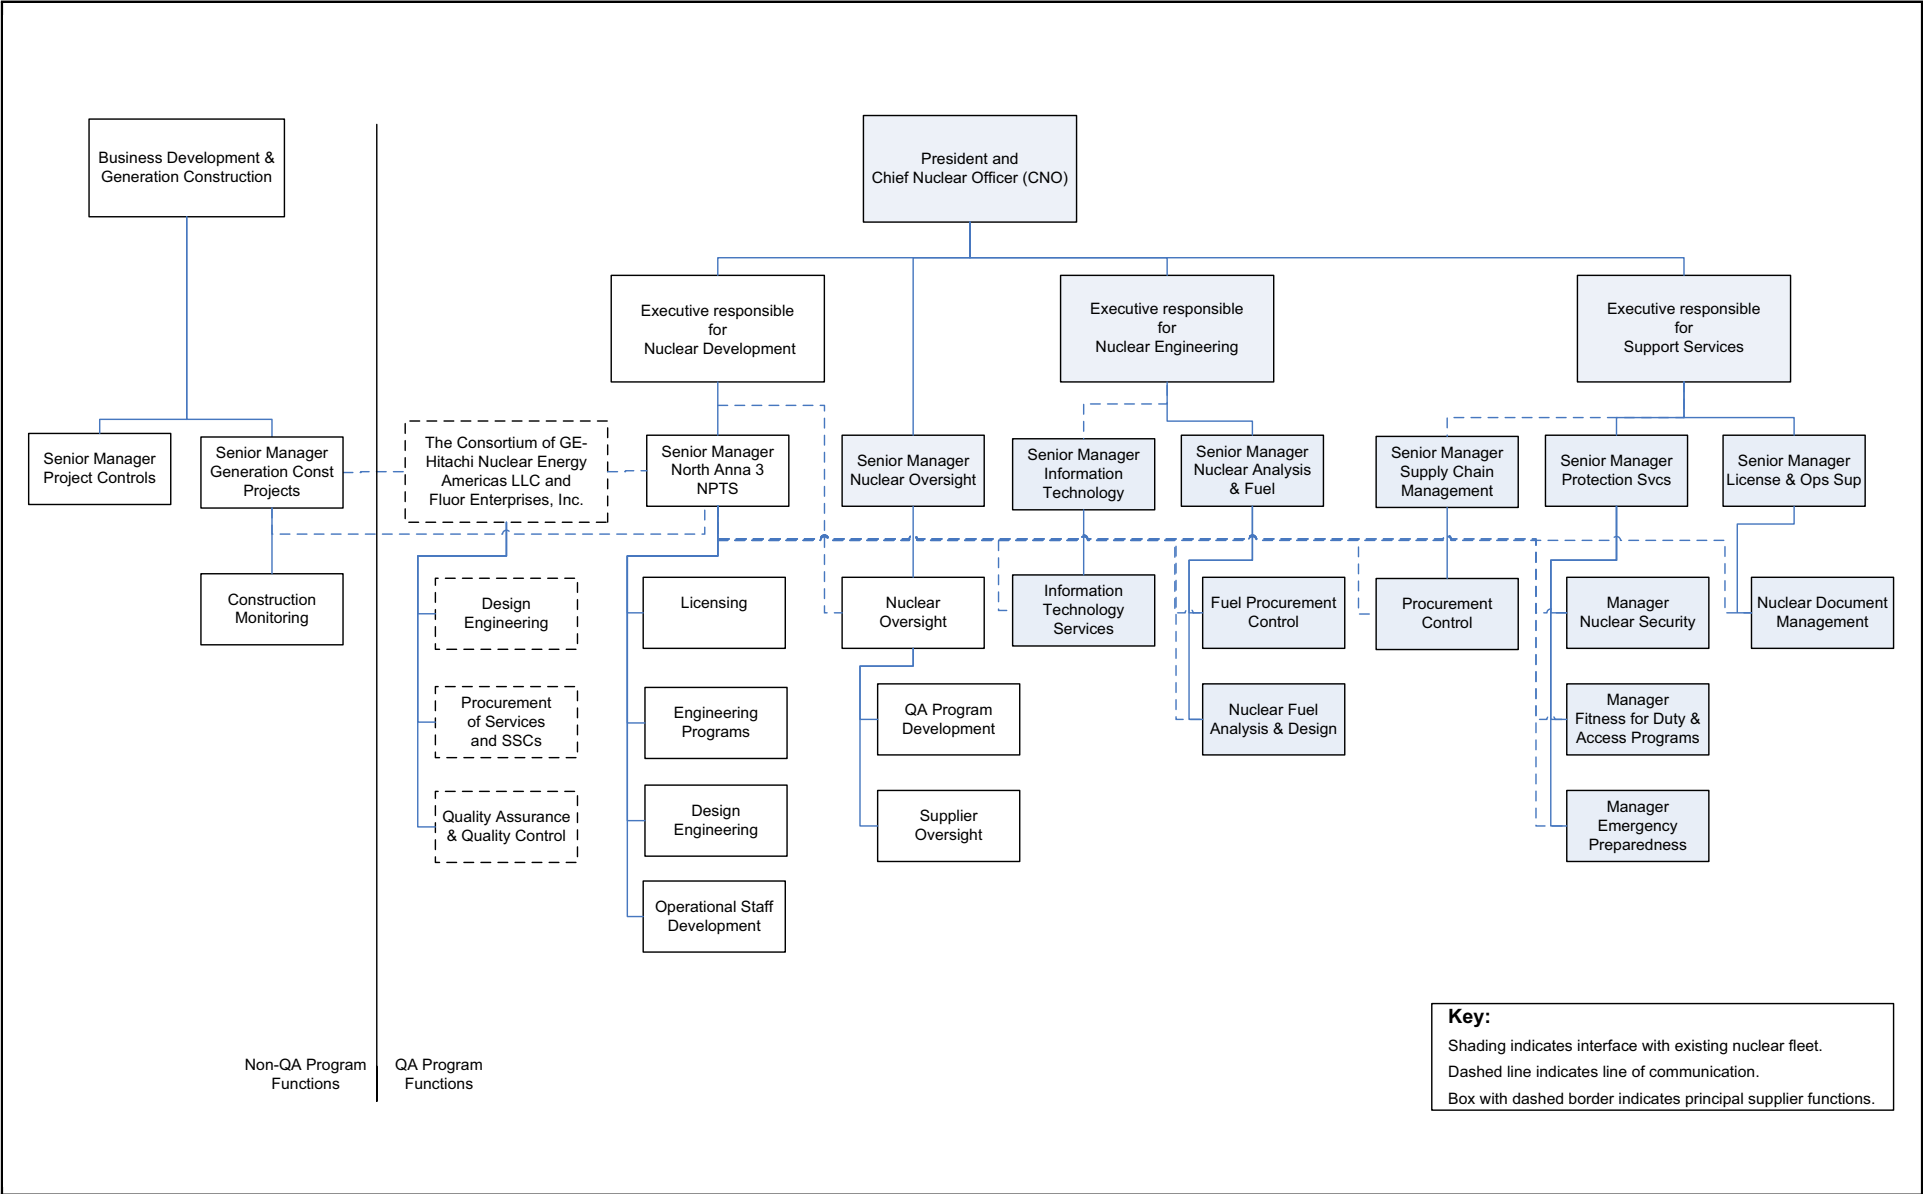 Business Development &
Generation Construction
President and
Chief Nuclear Officer (CNO)
Executive responsible
for
Nuclear Development
Executive responsible
for
Nuclear Engineering
Executive responsible
for
Support Services
Senior Manager
Project Controls
Senior Manager
Generation Const
Projects
The Consortium of GE-
Hitachi Nuclear Energy
Americas LLC and
Fluor Enterprises, Inc.
Senior Manager
North Anna 3
NPTS
Senior Manager
Nuclear Oversight
Senior Manager
Information
Technology
Senior Manager
Nuclear Analysis
& Fuel
Senior Manager
Supply Chain
Management
Senior Manager
Protection Svcs
Senior Manager
License & Ops Sup
Construction
Monitoring
Design
Engineering
Licensing
Nuclear
Oversight
Information
Technology
Services
Fuel Procurement
Control
Procurement
Control
Manager
Nuclear Security
Nuclear Document
Management
Procurement
of Services
and SSCs
Engineering
Programs
QA Program
Development
Nuclear Fuel
Analysis & Design
Manager
Fitness for Duty &
Access Programs
Quality Assurance
& Quality Control
Design
Engineering
Supplier
Oversight
Manager
Emergency
Preparedness
Operational Staff
Development
Non-QA Program
Functions
QA Program
Functions
Key:
Shading indicates interface with existing nuclear fleet.
Dashed line indicates line of communication.
Box with dashed border indicates principal supplier functions.